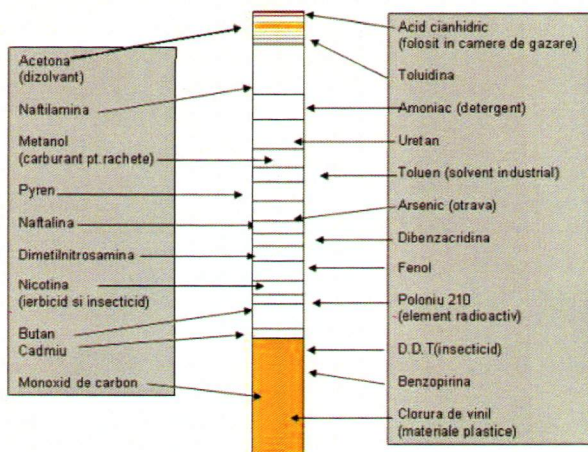 Acetona
(dizolvant)
Naftilamina
Metanol
(carburant pt.rachete)
Pyren
Naftalina
Dimetilnitrosamina
Nicotina
(ierbicid si insecticid)
Butan
Cadmiu
Monoxid de carbon
Acid cianhidric
(folosit in camere de gazare)
Toluidina
Amoniac (detergent)
Uretan
Toluen (solvent industrial)
Arsenic (otrava)
Dibenzacridina
Fenol
Poloniu 210
(element radioactiv)
D.D.T(insecticid)
Benzopirina
Clorura de vinil
(materiale plastice)